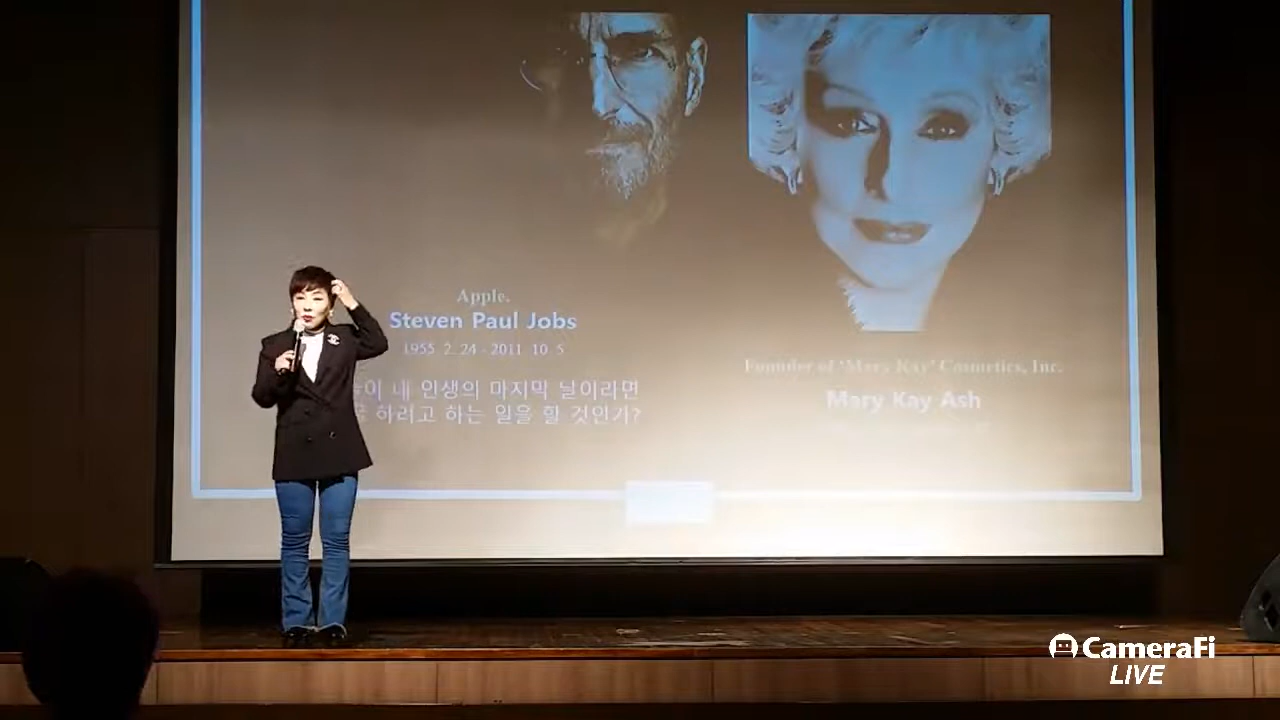 Apple.
Steven Paul Jobs
1955. 2. 24 - 2011. 10. 5
내 인생의 마지막 날이라면
하려고 하는 일을 할 것인가?
Founder of ‘Mary Kay’ Cosmetics, Inc.
Mary Kay Ash
CameraFi
LIVE